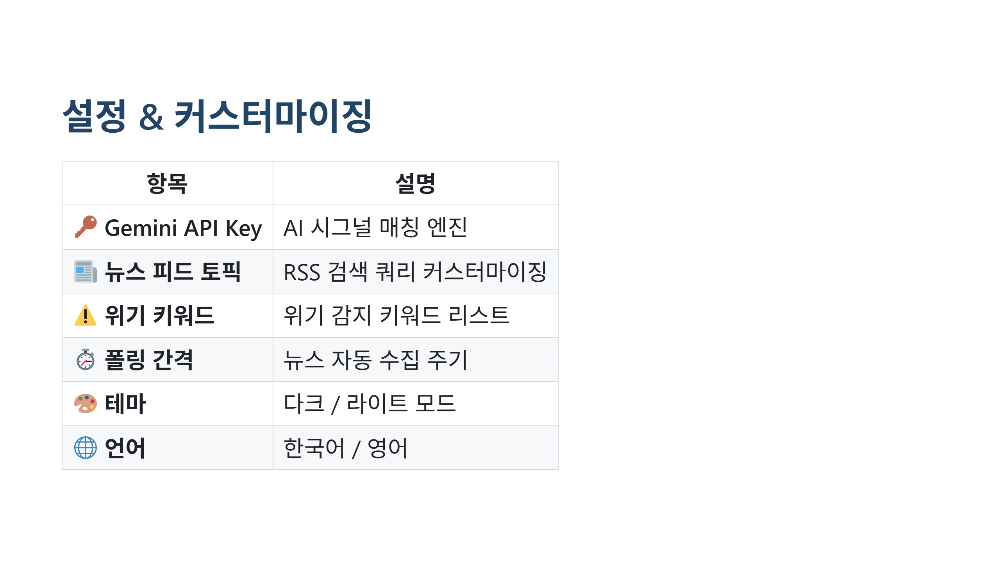 설정 & 커스터마이징
항목 설명
🔑 Gemini API Key AI 시그널 매칭 엔진
📰 뉴스 피드 토픽 RSS 검색 쿼리 커스터마이징
⚠️ 위기 키워드 위기 감지 키워드 리스트
⏱️ 폴링 간격 뉴스 자동 수집 주기
🎨 테마 다크 / 라이트 모드
🌐 언어 한국어 / 영어